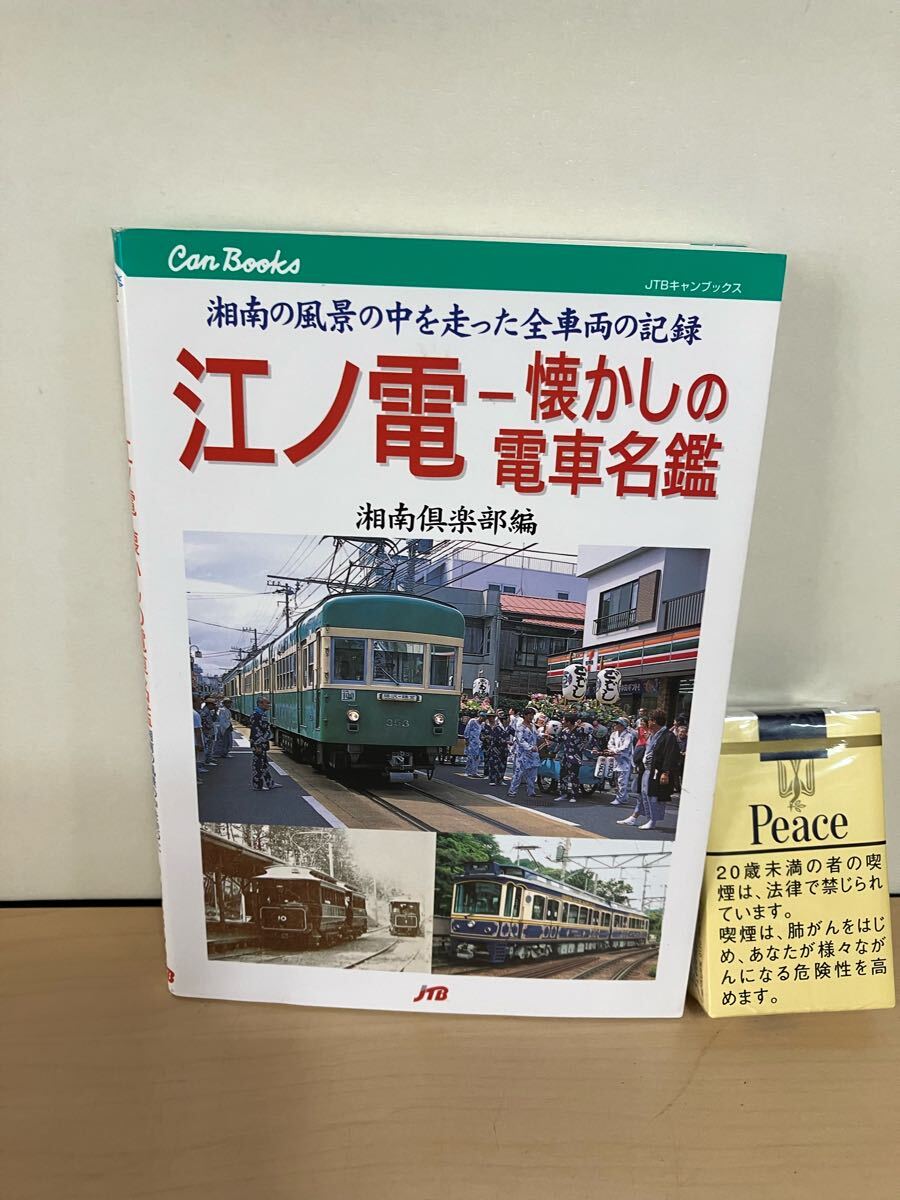 Can Books
JTBキャンブックス
湘南の風景の中を走った全車両の記録
江ノ電-懐かしの
電車名鑑
湘南倶楽部編
353
10
JTB
Peace
20歳未満の者の喫
煙は、法律で禁じられ
ています。
喫煙は、肺がんをはじ
め、あなたが様々なが
んになる危険性を高
めます。